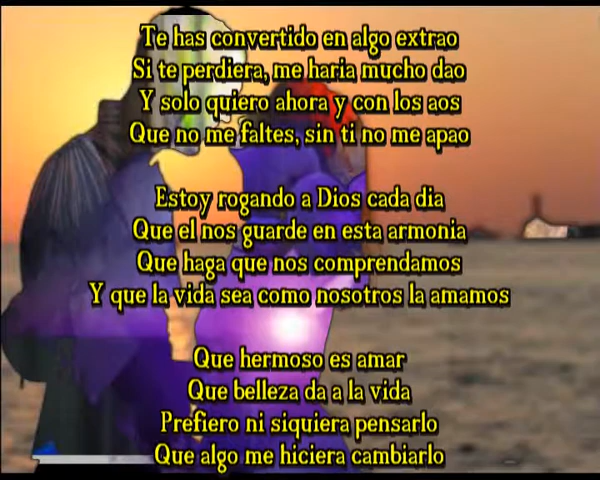 Te has convertido en algo extrao
Si te perdiera, me haria mucho dao
Y solo quiero ahora y con los aos
Que no me faltes, sin ti no me apao
Estoy rogando a Dios cada dia
Que el nos guarde en esta armonia
Que haga que nos comprendamos
Y que la vida sea como nosotros la amamos
Que hermoso es amar
Que belleza da a la vida
Prefiero ni siquiera pensarlo
Que algo me hiciera cambiarlo